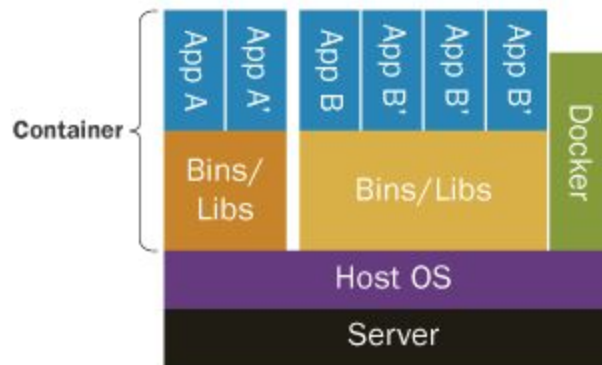 App A
App A'
App B
App B'
App B'
App B'
Docker
Container
Bins/
Libs
Bins/Libs
Host OS
Server